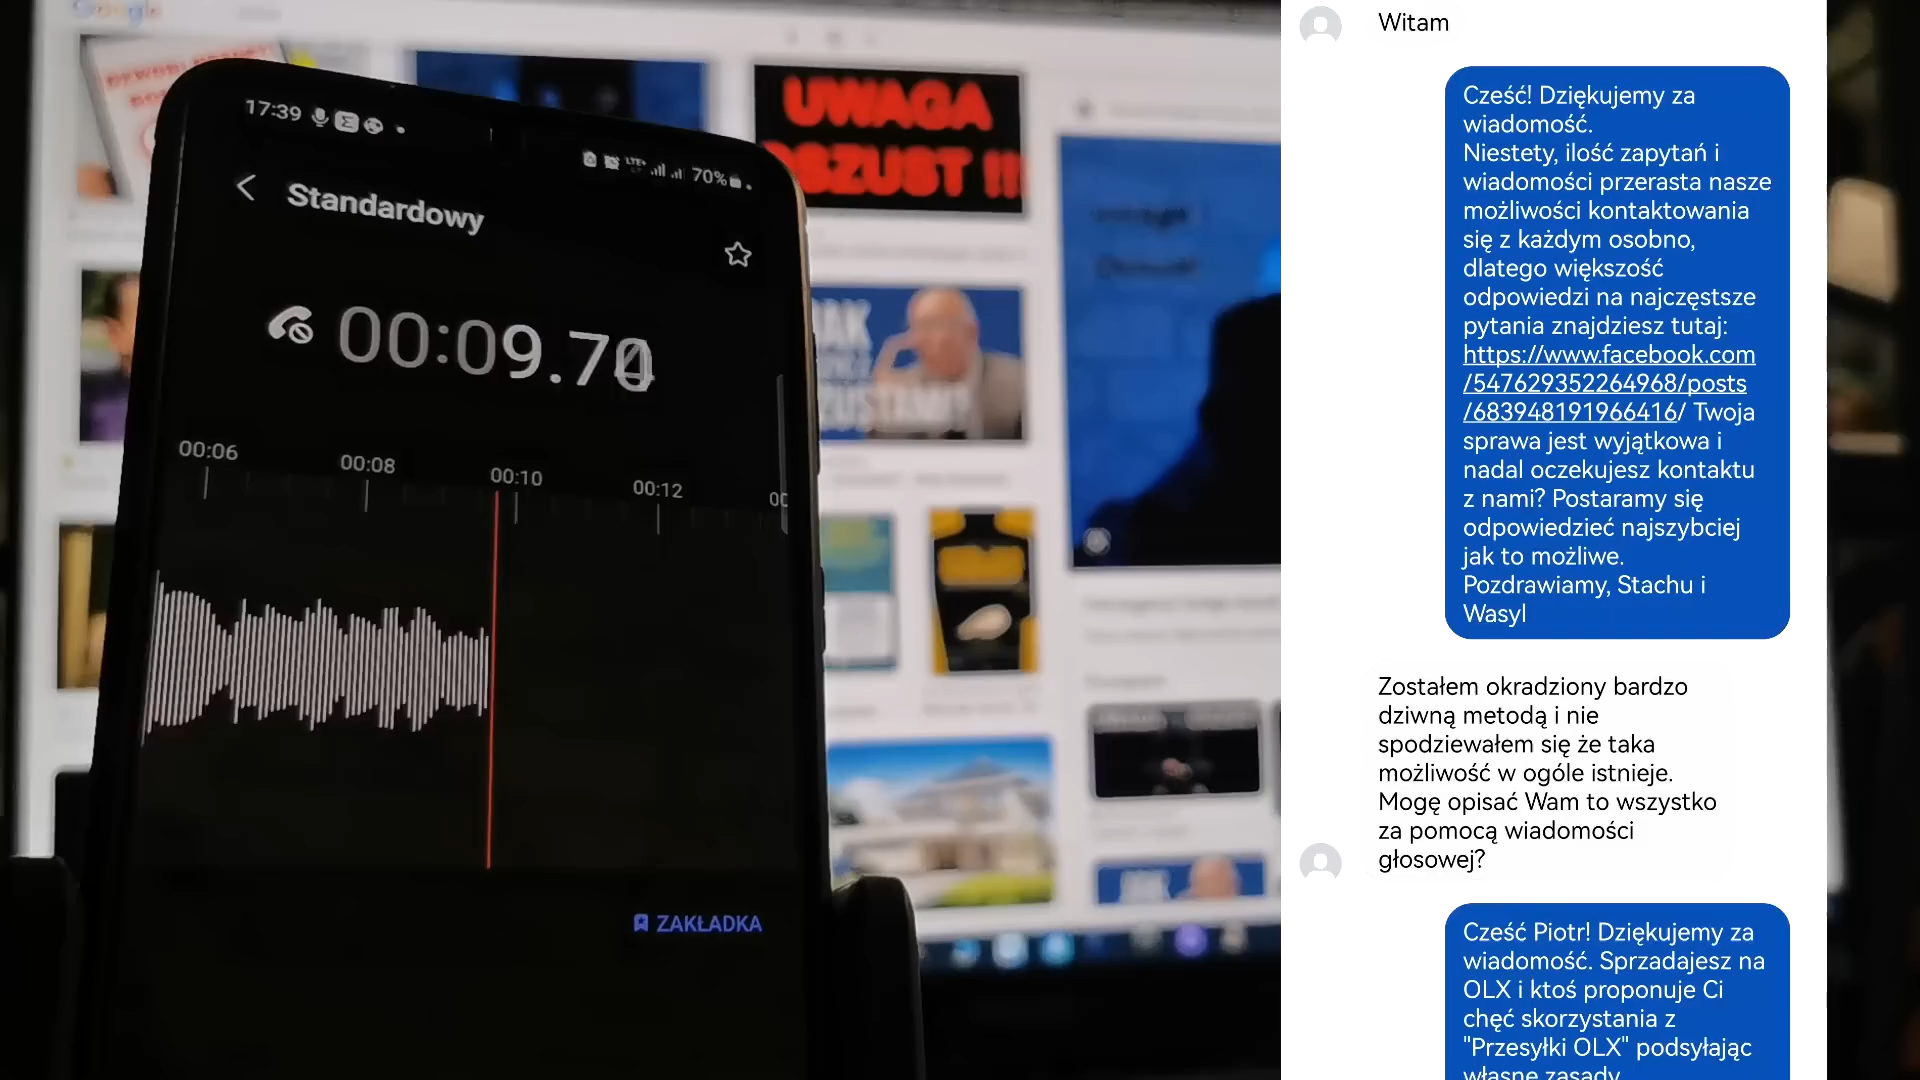 Google
UWAGA
OSZUST !!!
17:39
LTE+
70%
Standardowy
00:09.70
00:06
00:08
00:10
00:12
00
ZAKŁADKA
Witam
Cześć! Dziękujemy za
wiadomość.
Niestety, ilość zapytań i
wiadomości przerasta nasze
możliwości kontaktowania
się z każdym osobno,
dlatego większość
odpowiedzi na najczęstsze
pytania znajdziesz tutaj:
https://www.facebook.com
/547629352264968/posts
/683948191966416/ Twoja
sprawa jest wyjątkowa i
nadal oczekujesz kontaktu
z nami? Postaramy się
odpowiedzieć najszybciej
jak to możliwe.
Pozdrawiamy, Stachu i
Wasyl
Zostałem okradziony bardzo
dziwną metodą i nie
spodziewałem się że taka
możliwość w ogóle istnieje.
Mogę opisać Wam to wszystko
za pomocą wiadomości
głosowej?
Cześć Piotr! Dziękujemy za
wiadomość. Sprzadajesz na
OLX i ktoś proponuje Ci
chęć skorzystania z
"Przesyłki OLX" podsyłając
własne zasady